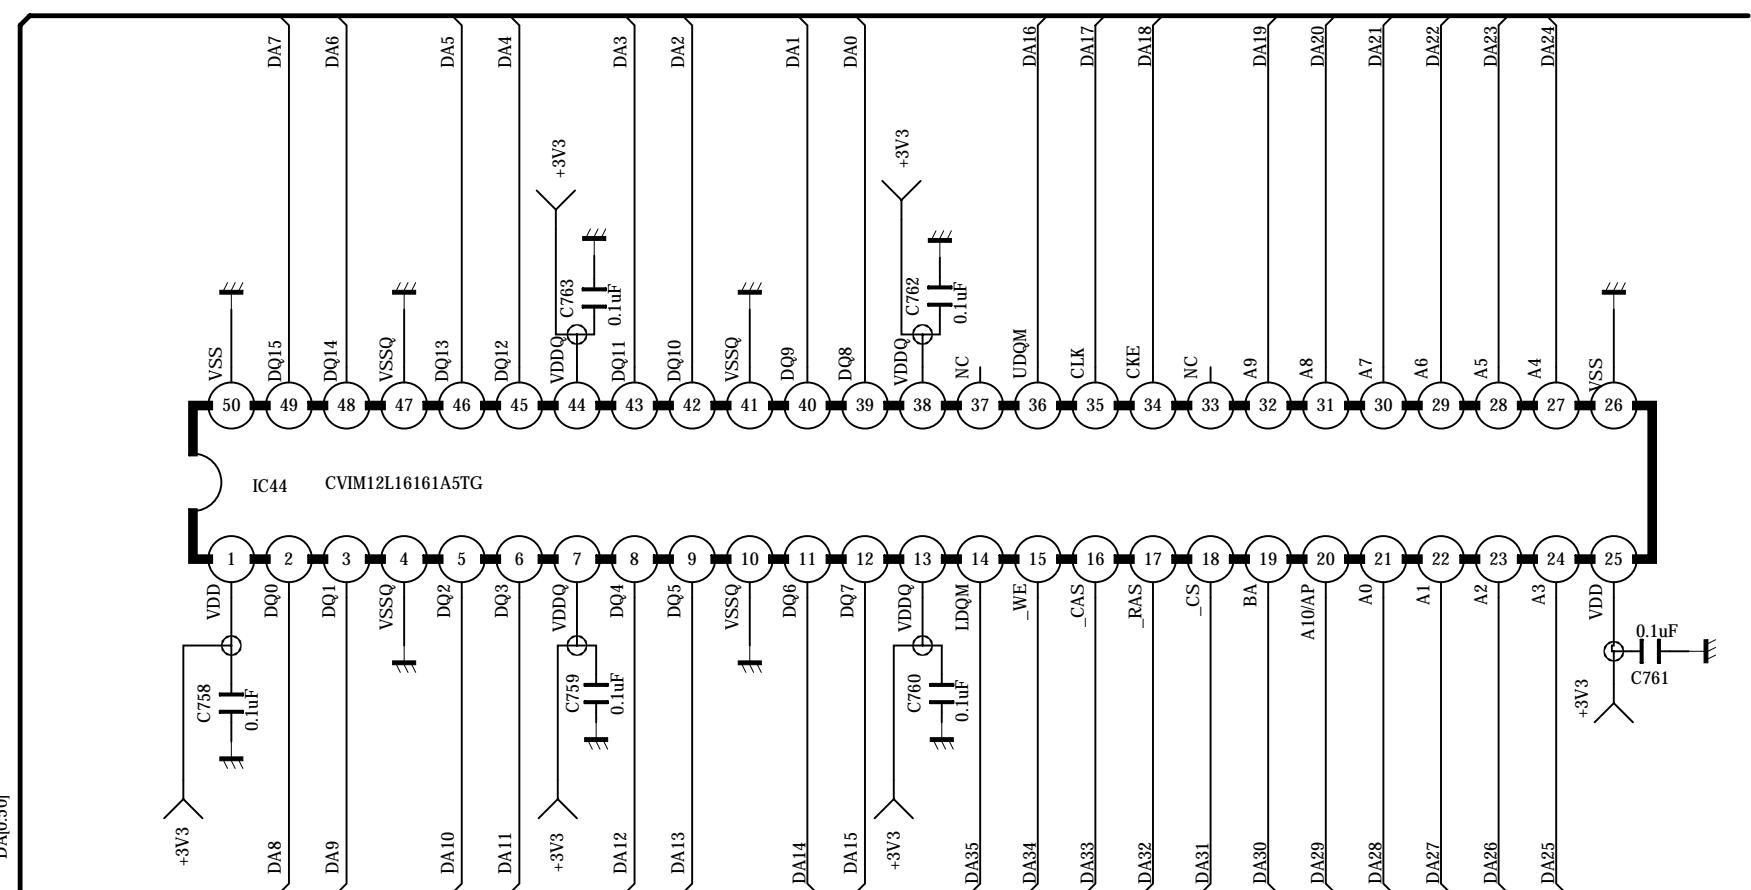 DA7
DA6
DA5
DA4
DA3
DA2
DA1
DA0
DA16
DA17
DA18
DA19
DA20
DA21
DA22
DA23
DA24
+3V3
+3V3
C763
0.1uF
C762
0.1uF
VSS
DQ15
DQ14
VSSQ
DQ13
DQ12
VDDQ
DQ11
DQ10
VSSQ
DQ9
DQ8
VDDQ
NC
UDQM
CLK
CKE
NC
A9
A8
A7
A6
A5
A4
VSS
50 49 48 47 46 45 44 43 42 41 40 39 38 37 36 35 34 33 32 31 30 29 28 27 26
IC44 CVIM12L16161A5TG
1 2 3 4 5 6 7 8 9 10 11 12 13 14 15 16 17 18 19 20 21 22 23 24 25
VDD
DQ0
DQ1
VSSQ
DQ2
DQ3
VDDQ
DQ4
DQ5
VSSQ
DQ6
DQ7
VDDQ
LDQM
_WE
_CAS
_RAS
_CS
BA
A10/AP
A0
A1
A2
A3
VDD
C758
0.1uF
C759
0.1uF
C760
0.1uF
0.1uF
C761
+3V3
+3V3
+3V3
+3V3
DA8
DA9
DA10
DA11
DA12
DA13
DA14
DA15
DA35
DA34
DA33
DA32
DA31
DA30
DA29
DA28
DA27
DA26
DA25